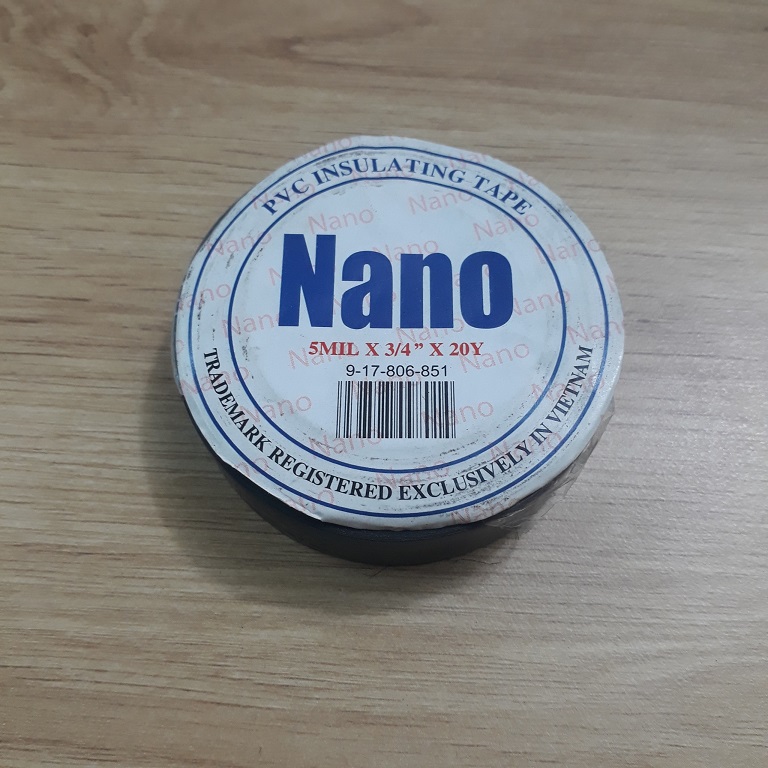 PVC INSULATING TAPE
Nano
5MIL X 3/4” X 20Y
9-17-806-851
TRADEMARK REGISTERED EXCLUSIVELY IN VIETNAM